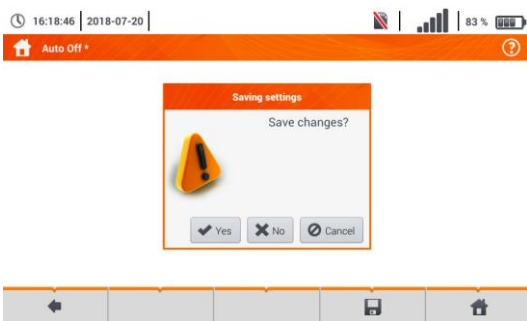 16:18:46 2018-07-20 83 %
Auto Off *
Saving settings
Save changes?
Yes No Cancel